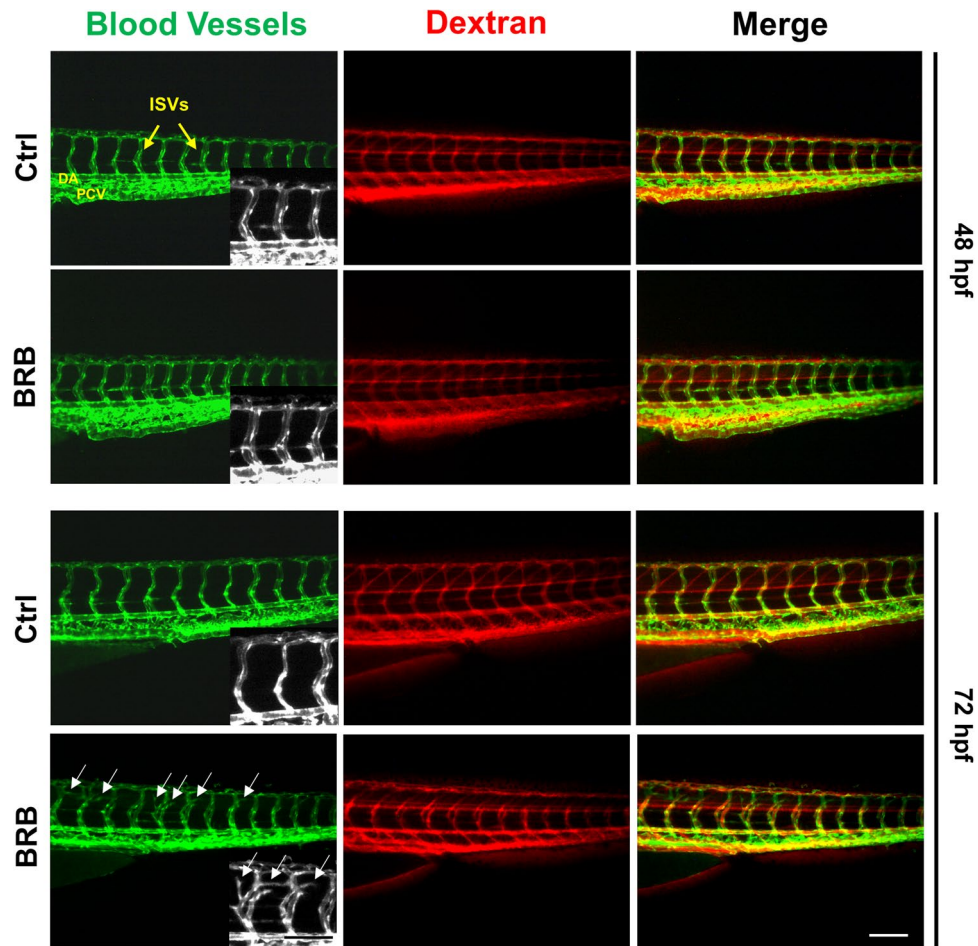 Blood Vessels Dextran Merge
ISVs
Ctrl
DA
PCV
48 hpf
BRB
Ctrl
72 hpf
BRB